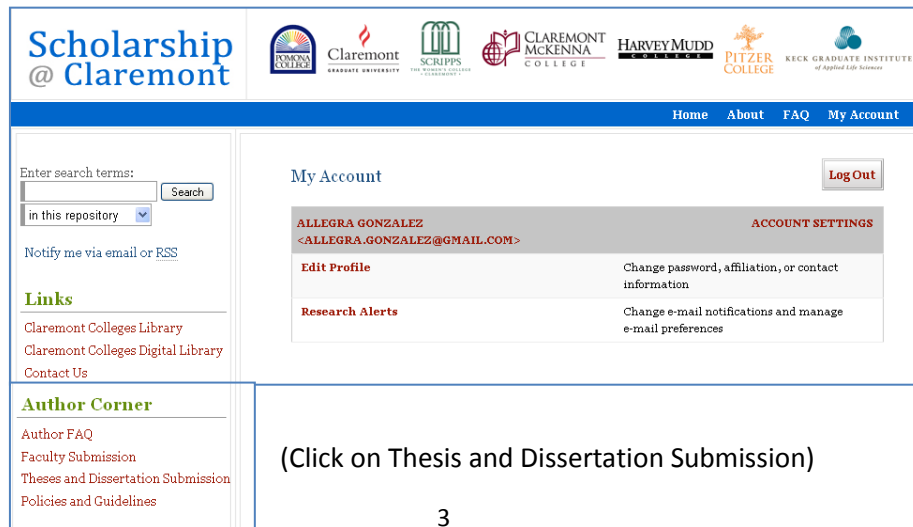 Scholarship
@ Claremont
POMONA
COLLEGE
Claremont
GRADUATE UNIVERSITY
SCRIPPS
THE WOMEN'S COLLEGE
• CLAREMONT •
CLAREMONT
MCKENNA
COLLEGE
HARVEY MUDD
COLLEGE
PITZER
COLLEGE
KECK GRADUATE INSTITUTE
of Applied Life Sciences
Home About FAQ My Account
Enter search terms:
Search
in this repository
Notify me via email or RSS
Links
Claremont Colleges Library
Claremont Colleges Digital Library
Contact Us
Author Corner
Author FAQ
Faculty Submission
Theses and Dissertation Submission
Policies and Guidelines
My Account
Log Out
ALLEGRA GONZALEZ ACCOUNT SETTINGS
<ALLEGRA.GONZALEZ@GMAIL.COM>
Edit Profile Change password, affiliation, or contact
information
Research Alerts Change e-mail notifications and manage
e-mail preferences
(Click on Thesis and Dissertation Submission)
3